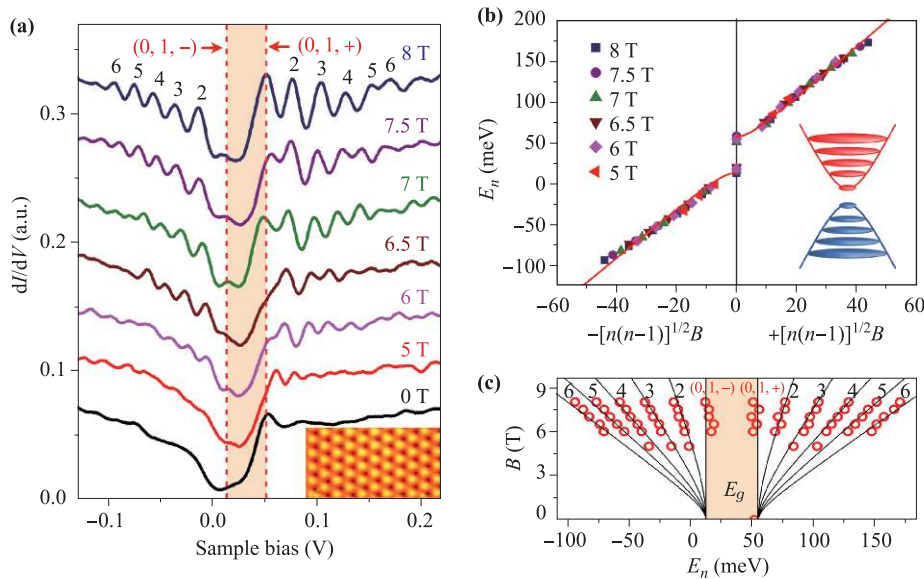 (a)
(0, 1, −) (0, 1, +)
6 5 4 3 2 2 3 4 5 6
8 T
7.5 T
7 T
6.5 T
6 T
5 T
0 T
0.3
0.2
0.1
0.0
dI/dV (a.u.)
−0.1 0.0 0.1 0.2
Sample bias (V)
(b)
200
150
100
50
0
−50
−100
E_n (meV)
8 T
7.5 T
7 T
6.5 T
6 T
5 T
−60 −40 −20 0 20 40 60
−[n(n−1)]^{1/2}B +[n(n−1)]^{1/2}B
(c)
6 5 4 3 2 (0, 1, −) (0, 1, +) 2 3 4 5 6
9
6
3
0
B (T)
E_g
−100 −50 0 50 100 150
E_n (meV)